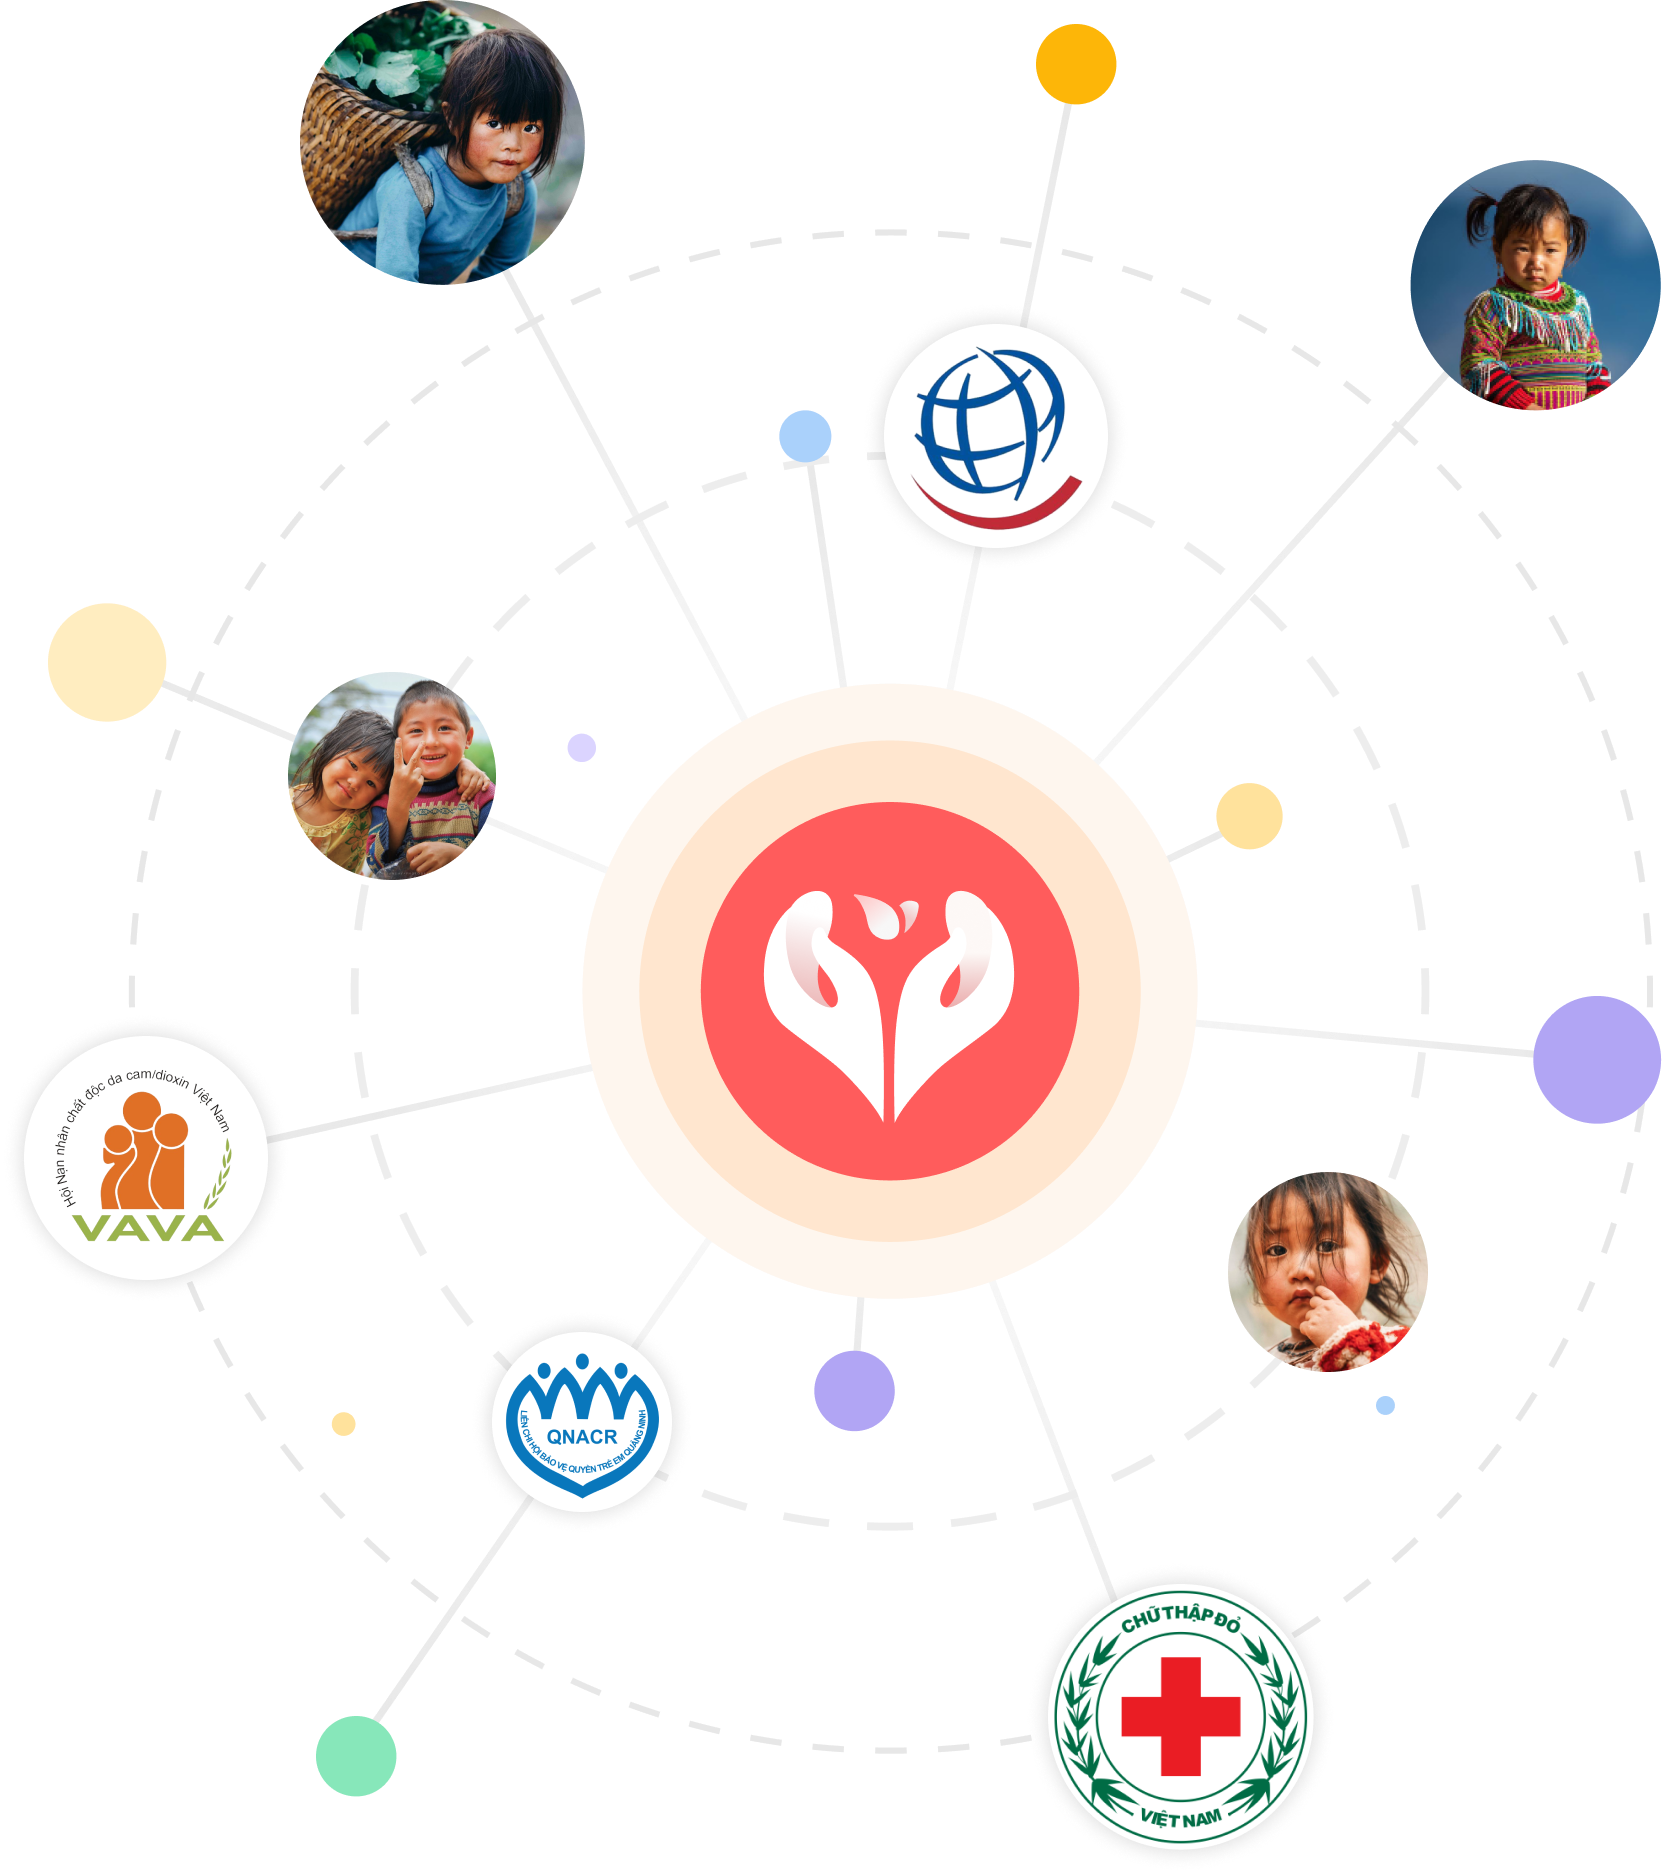 Hội Nạn nhân chất độc da cam/dioxin Việt Nam
VAVA
QNACR
LIÊN CHI HỘI BẢO VỆ QUYỀN TRẺ EM QUẢNG NINH
CHỮ THẬP ĐỎ
VIỆT NAM